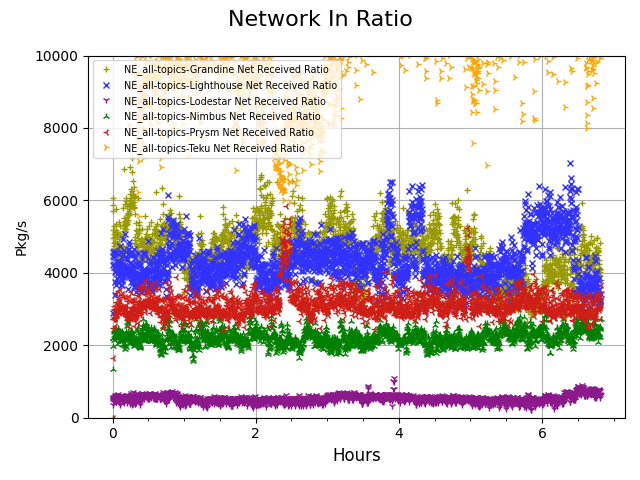 Network In Ratio
10000
8000
6000
4000
2000
0
Pkg/s
NE_all-topics-Grandine Net Received Ratio
NE_all-topics-Lighthouse Net Received Ratio
NE_all-topics-Lodestar Net Received Ratio
NE_all-topics-Nimbus Net Received Ratio
NE_all-topics-Prysm Net Received Ratio
NE_all-topics-Teku Net Received Ratio
0 2 4 6
Hours